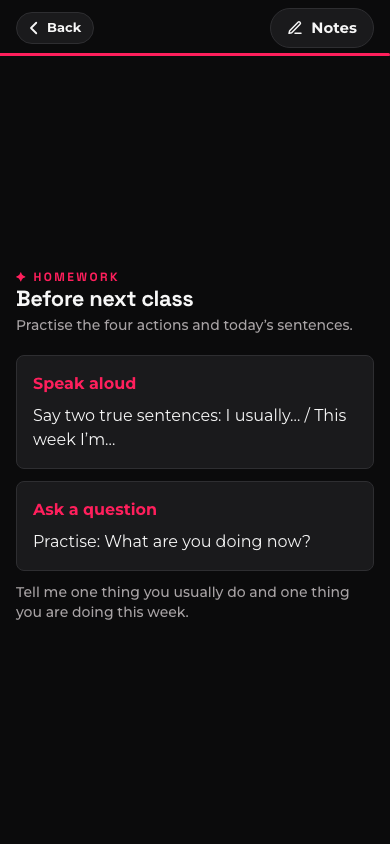 Back
Notes
HOMEWORK
Before next class
Practise the four actions and today’s sentences.
Speak aloud
Say two true sentences: I usually… / This
week I’m…
Ask a question
Practise: What are you doing now?
Tell me one thing you usually do and one thing
you are doing this week.